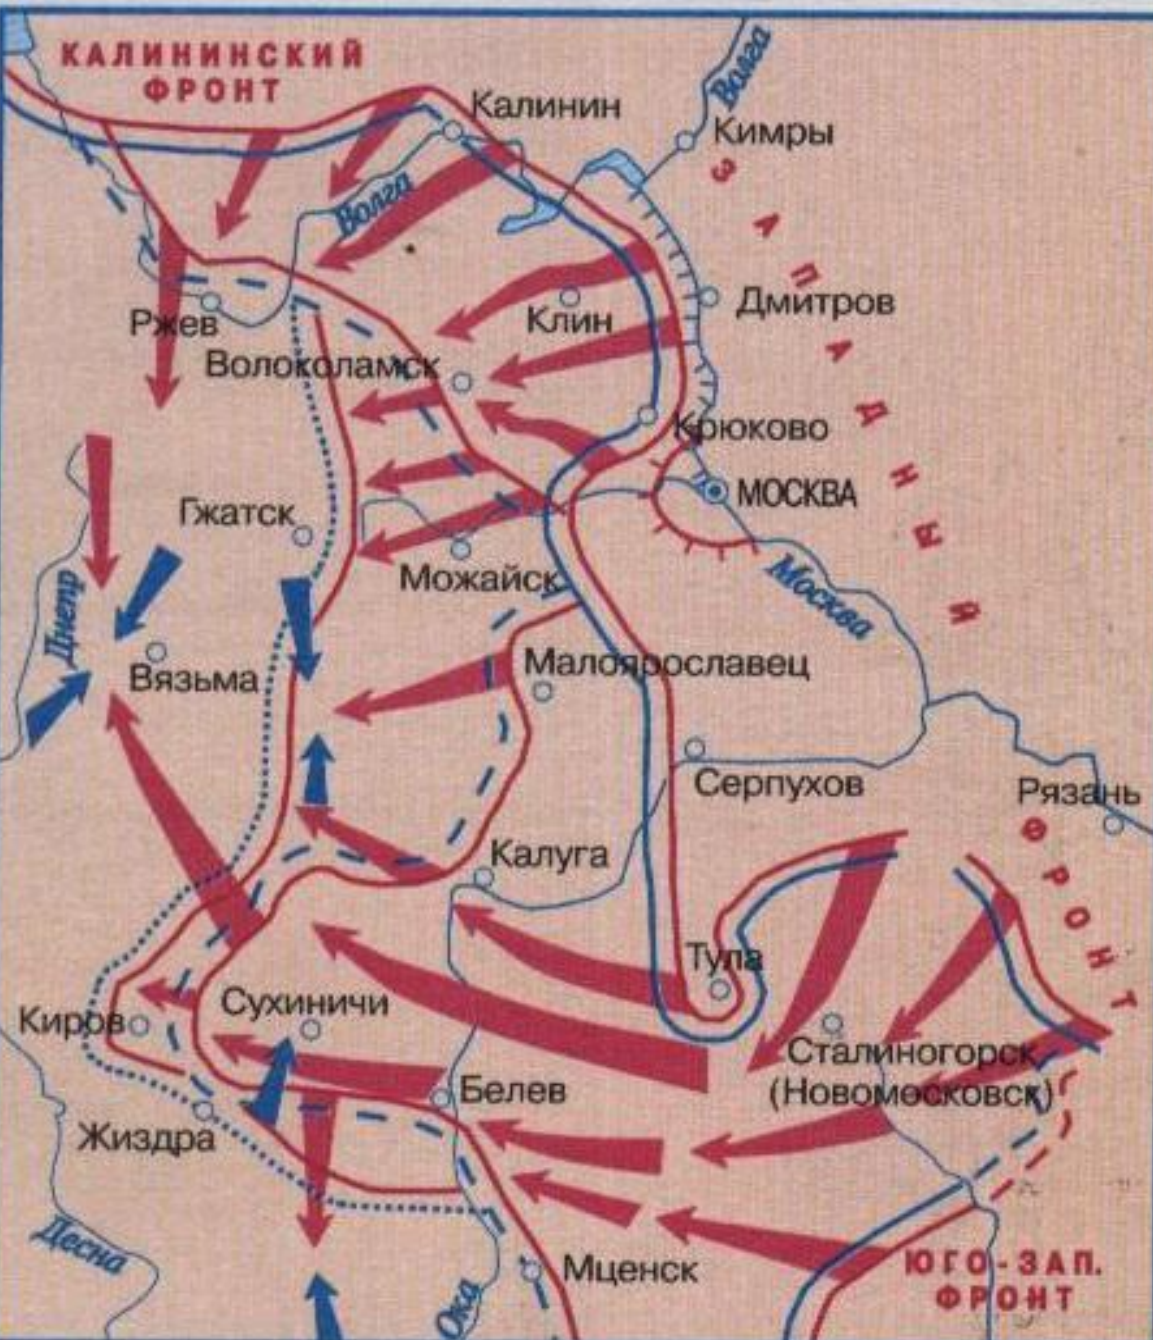 КАЛИНИНСКИЙ
ФРОНТ
Калинин
Волга
Кимры
Волга
ЗАПАДНЫЙ
Дмитров
Ржев
Клин
Волоколамск
Крюково
МОСКВА
Гжатск
Можайск
Москва
Днепр
Вязьма
Малоярославец
Серпухов
Рязань
Калуга
ФРОНТ
Тула
Киров
Сухиничи
Сталиногорск
(Новомосковск)
Белев
Жиздра
Десна
Ока
Мценск
ЮГО-ЗАП.
ФРОНТ